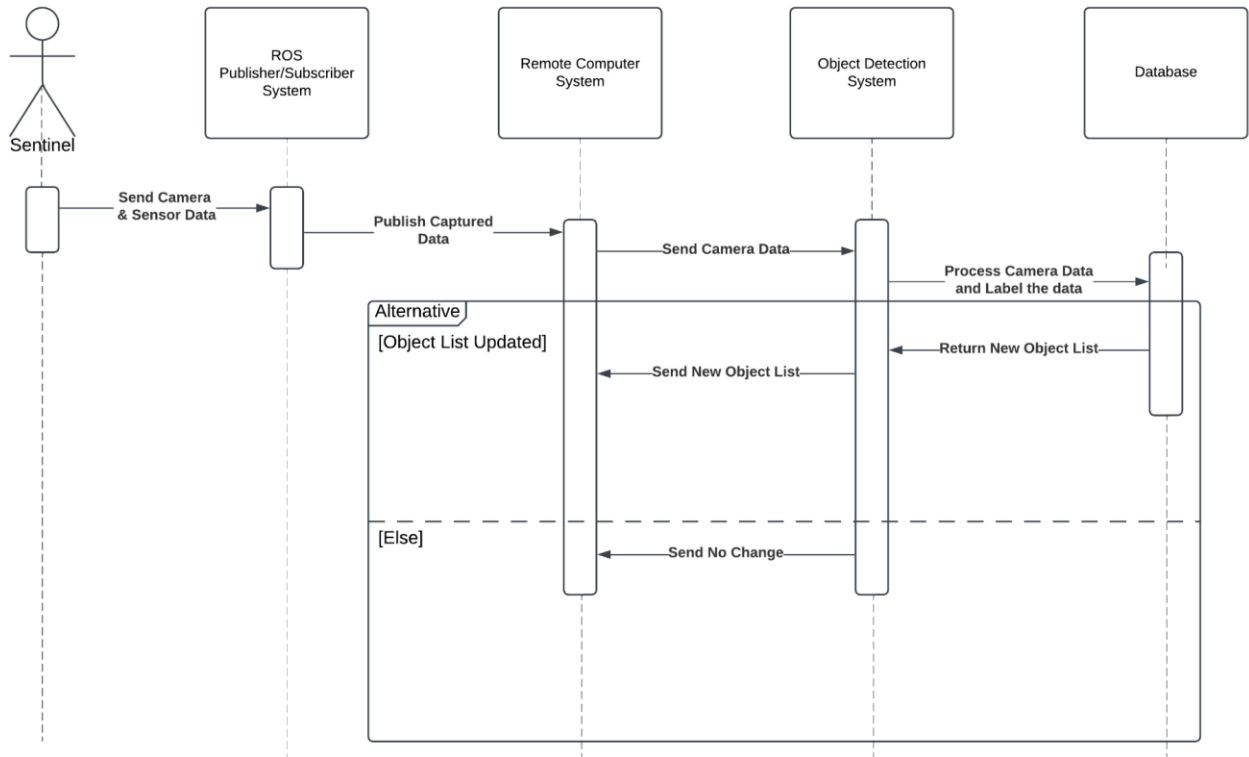 ROS
Publisher/Subscriber
System
Remote Computer
System
Object Detection
System
Database
Sentinel
Send Camera
& Sensor Data
Publish Captured
Data
Send Camera Data
Process Camera Data
and Label the data
Alternative
[Object List Updated]
Return New Object List
Send New Object List
[Else]
Send No Change